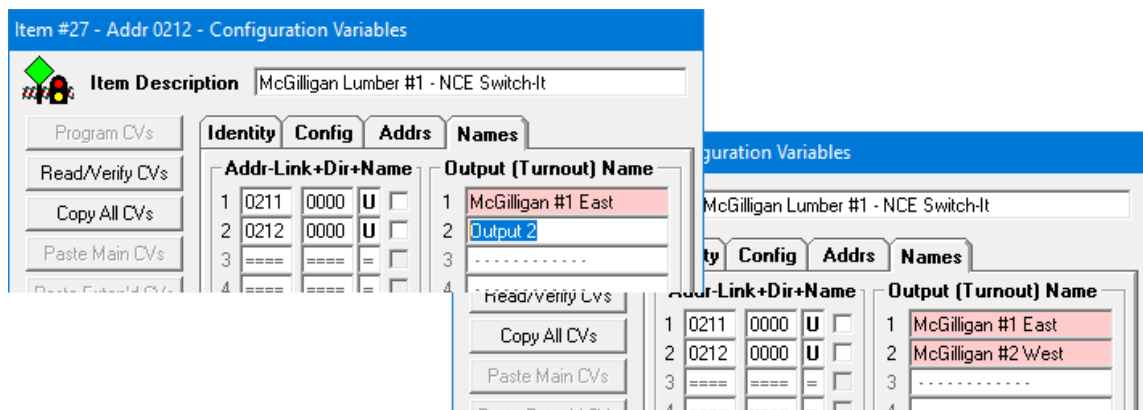 Item #27 - Addr 0212 - Configuration Variables
Item Description McGilligan Lumber #1 - NCE Switch-It
Program CVs
Read/Verify CVs
Copy All CVs
Paste Main CVs
Identity Config Addrs Names
Addr-Link+Dir+Name Output (Turnout) Name
1 0211 0000 U 1 McGilligan #1 East
2 0212 0000 U 2 Output 2
3 ==== ==== = 3 - - - - - - - - - - - -
4 ==== ==== = 4
guration Variables
McGilligan Lumber #1 - NCE Switch-It
ty Config Addrs Names
Read/Verify CVs
Copy All CVs
Paste Main CVs
Addr-Link+Dir+Name Output (Turnout) Name
1 0211 0000 U 1 McGilligan #1 East
2 0212 0000 U 2 McGilligan #2 West
3 ==== ==== = 3 - - - - - - - - - - - -